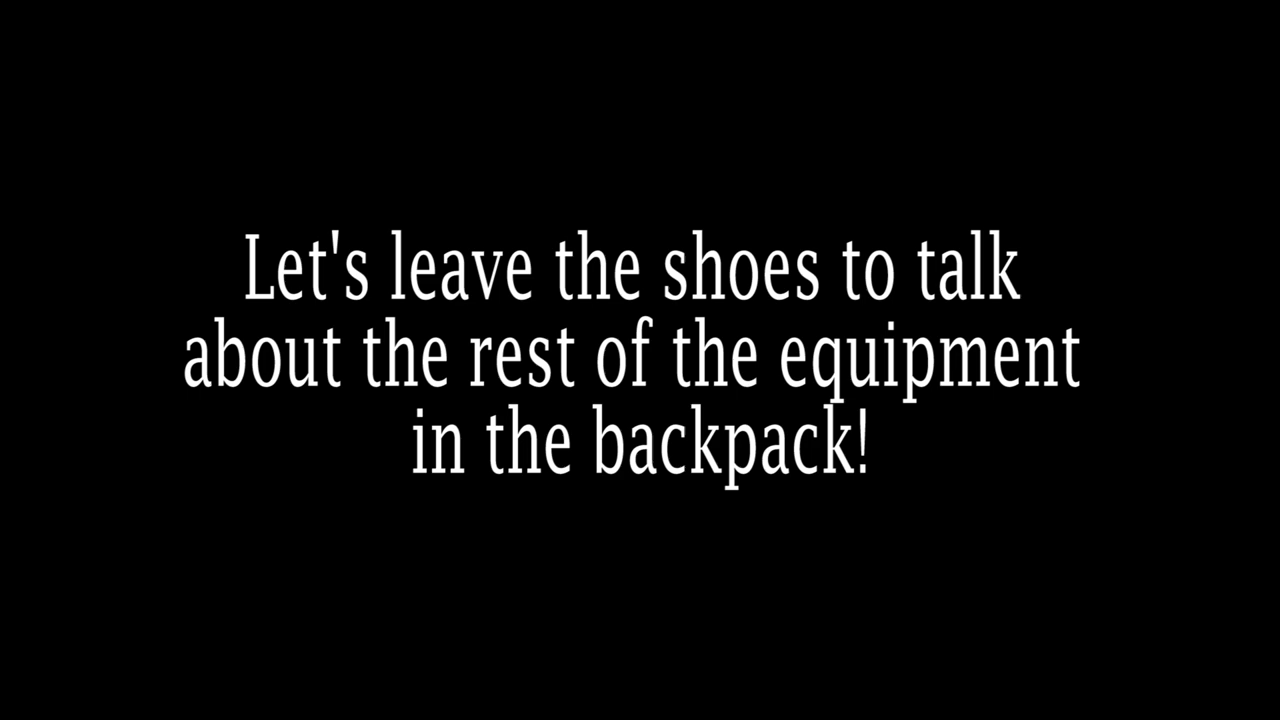 Let's leave the shoes to talk
about the rest of the equipment
in the backpack!